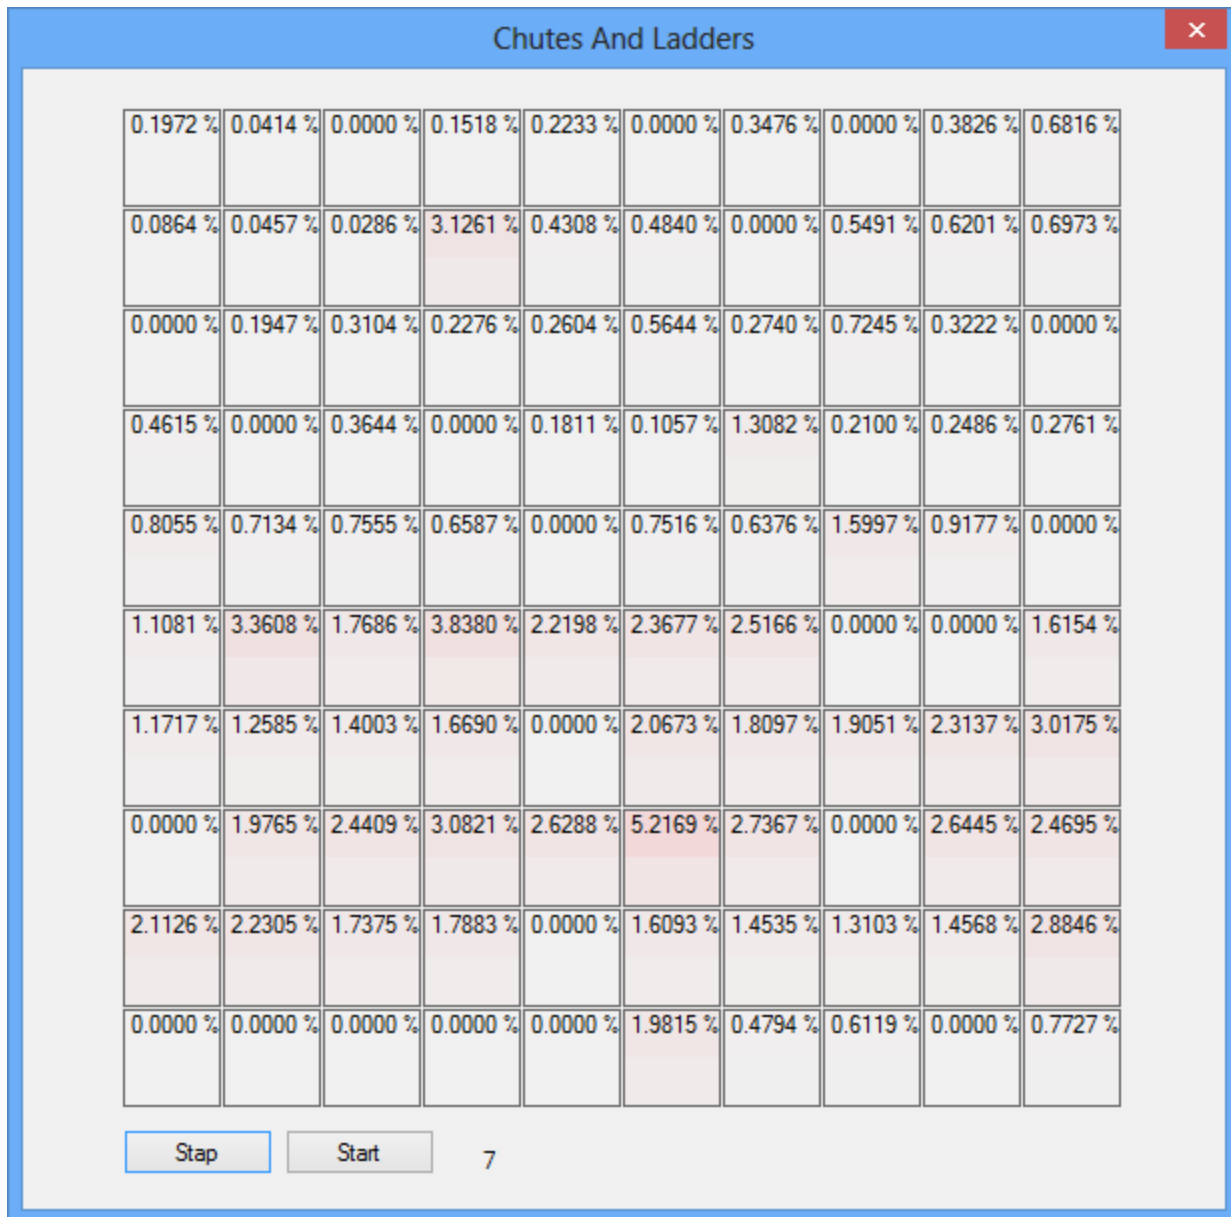 Chutes And Ladders
0.1972 % 0.0414 % 0.0000 % 0.1518 % 0.2233 % 0.0000 % 0.3476 % 0.0000 % 0.3826 % 0.6816 %
0.0864 % 0.0457 % 0.0286 % 3.1261 % 0.4308 % 0.4840 % 0.0000 % 0.5491 % 0.6201 % 0.6973 %
0.0000 % 0.1947 % 0.3104 % 0.2276 % 0.2604 % 0.5644 % 0.2740 % 0.7245 % 0.3222 % 0.0000 %
0.4615 % 0.0000 % 0.3644 % 0.0000 % 0.1811 % 0.1057 % 1.3082 % 0.2100 % 0.2486 % 0.2761 %
0.8055 % 0.7134 % 0.7555 % 0.6587 % 0.0000 % 0.7516 % 0.6376 % 1.5997 % 0.9177 % 0.0000 %
1.1081 % 3.3608 % 1.7686 % 3.8380 % 2.2198 % 2.3677 % 2.5166 % 0.0000 % 0.0000 % 1.6154 %
1.1717 % 1.2585 % 1.4003 % 1.6690 % 0.0000 % 2.0673 % 1.8097 % 1.9051 % 2.3137 % 3.0175 %
0.0000 % 1.9765 % 2.4409 % 3.0821 % 2.6288 % 5.2169 % 2.7367 % 0.0000 % 2.6445 % 2.4695 %
2.1126 % 2.2305 % 1.7375 % 1.7883 % 0.0000 % 1.6093 % 1.4535 % 1.3103 % 1.4568 % 2.8846 %
0.0000 % 0.0000 % 0.0000 % 0.0000 % 0.0000 % 1.9815 % 0.4794 % 0.6119 % 0.0000 % 0.7727 %
Stap Start 7